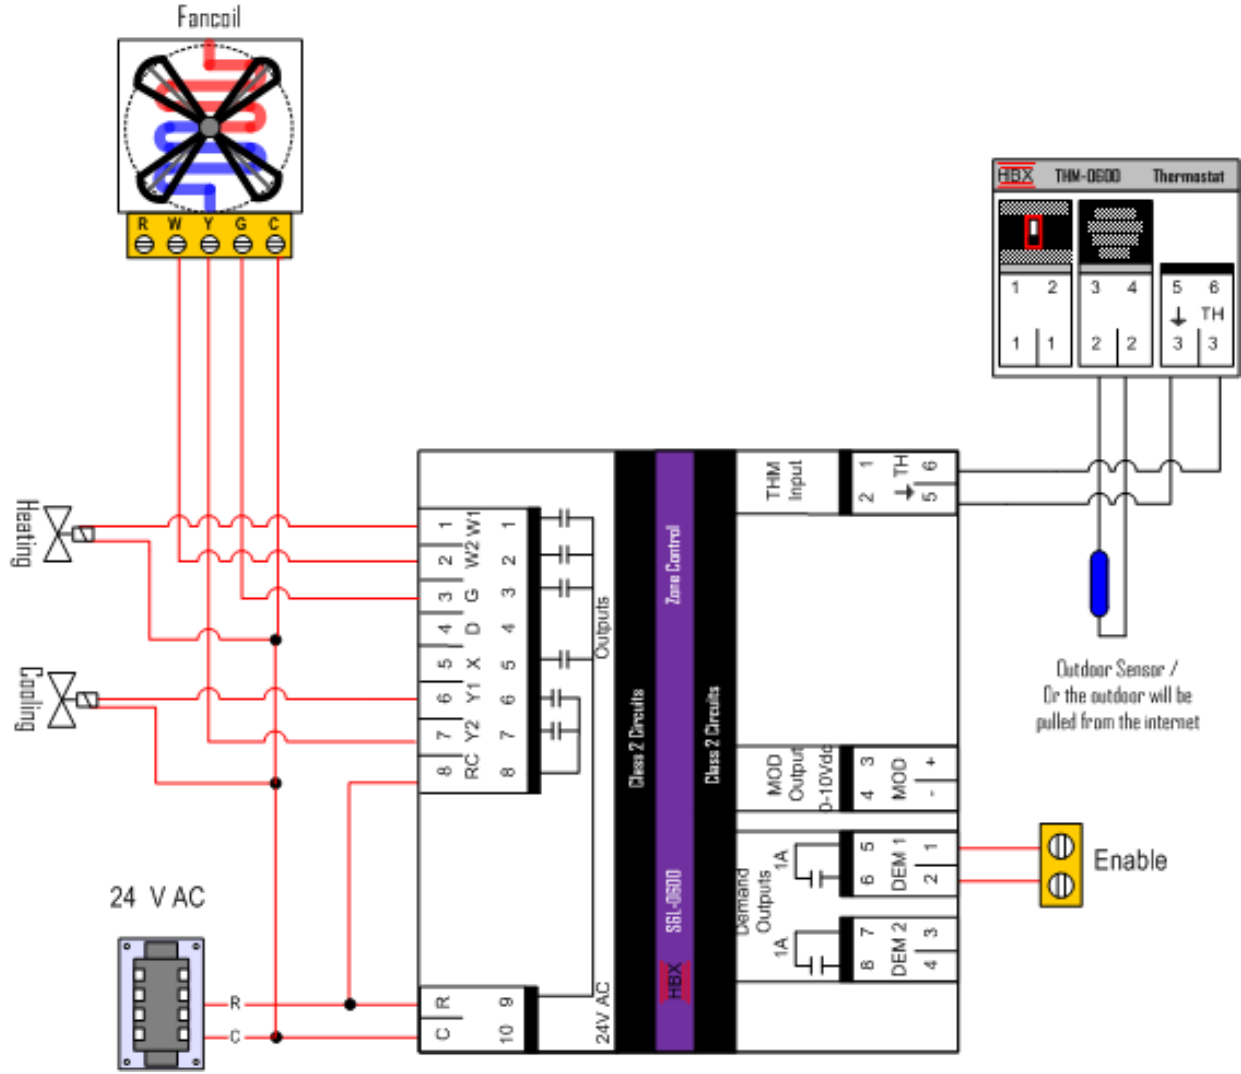 Fancoil
R W Y G C
HBX THM-0600 Thermostat
1 2 3 4 5 6
TH
1 1 2 2 3 3
Heating
Cooling
1 W1 1
2 W2 2
3 G 3
4 D 4
5 X 5
6 Y1 6
7 Y2 7
8 RC 8
Outputs
Class 2 Circuits
Zone Control
SGL-0600
HBX
Class 2 Circuits
THM
Input
1 TH 6
2 5
Outdoor Sensor /
Or the outdoor will be
pulled from the internet
MOD
Output
0-10Vdc
3 MOD +
4 -
Demand
Outputs
1A
5 DEM 1 1
6 2
1A
7 DEM 2 3
8 4
Enable
24 V AC
R
C
R 9
C 10
24V AC